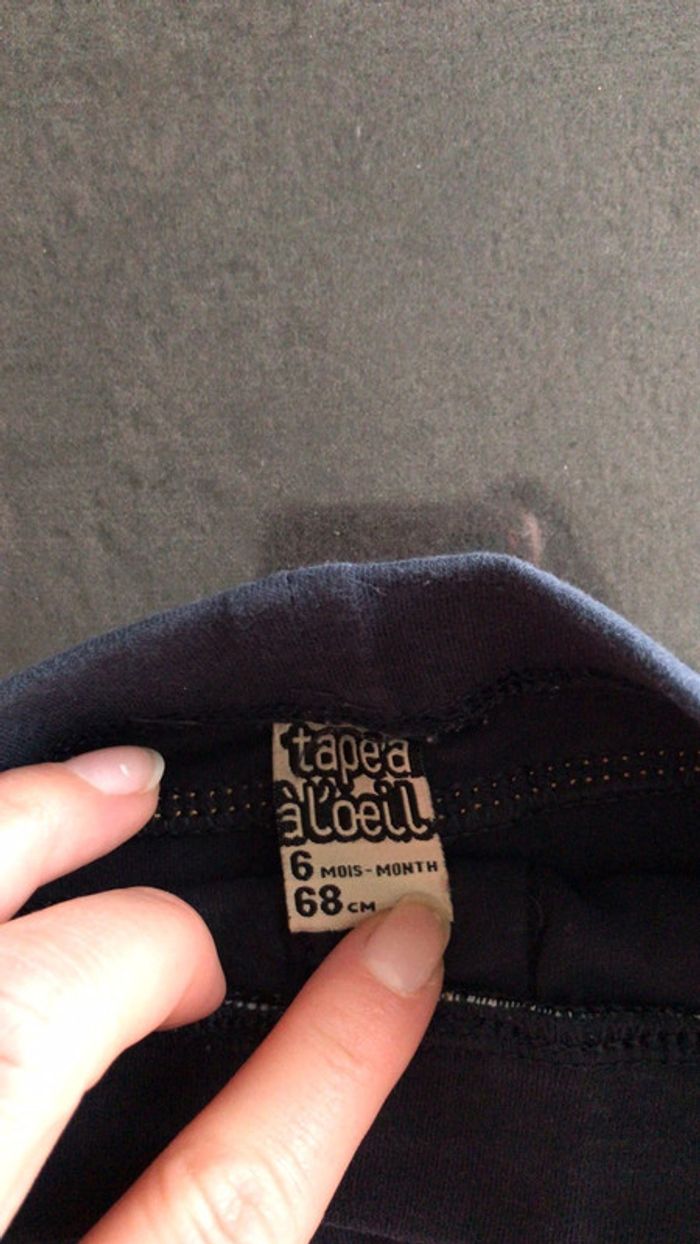 tape à
à l'oeil
6 MOIS-MONTH
68 CM